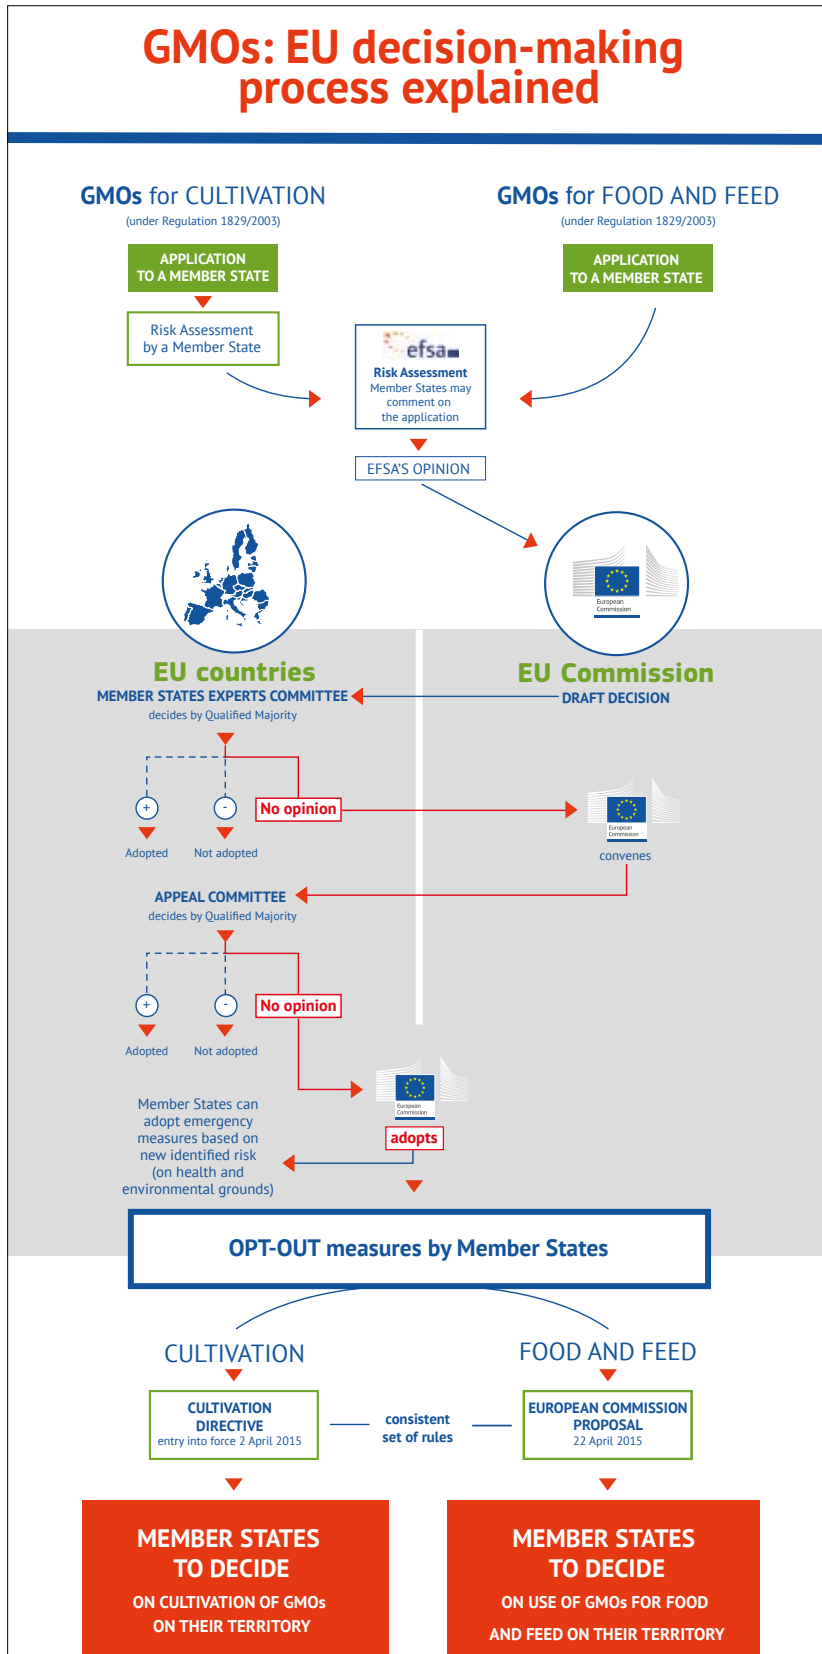 GMOs: EU decision-making
process explained
GMOs for CULTIVATION
(under Regulation 1829/2003)
APPLICATION
TO A MEMBER STATE
Risk Assessment
by a Member State
GMOs for FOOD AND FEED
(under Regulation 1829/2003)
APPLICATION
TO A MEMBER STATE
efsa
Risk Assessment
Member States may
comment on
the application
EFSA'S OPINION
European
Commission
EU countries
MEMBER STATES EXPERTS COMMITTEE
decides by Qualified Majority
EU Commission
DRAFT DECISION
+
-
No opinion
Adopted
Not adopted
European
Commission
convenes
APPEAL COMMITTEE
decides by Qualified Majority
+
-
No opinion
Adopted
Not adopted
European
Commission
adopts
Member States can
adopt emergency
measures based on
new identified risk
(on health and
environmental grounds)
OPT-OUT measures by Member States
CULTIVATION
CULTIVATION
DIRECTIVE
entry into force 2 April 2015
consistent
set of rules
FOOD AND FEED
EUROPEAN COMMISSION
PROPOSAL
22 April 2015
MEMBER STATES
TO DECIDE
ON CULTIVATION OF GMOs
ON THEIR TERRITORY
MEMBER STATES
TO DECIDE
ON USE OF GMOs FOR FOOD
AND FEED ON THEIR TERRITORY